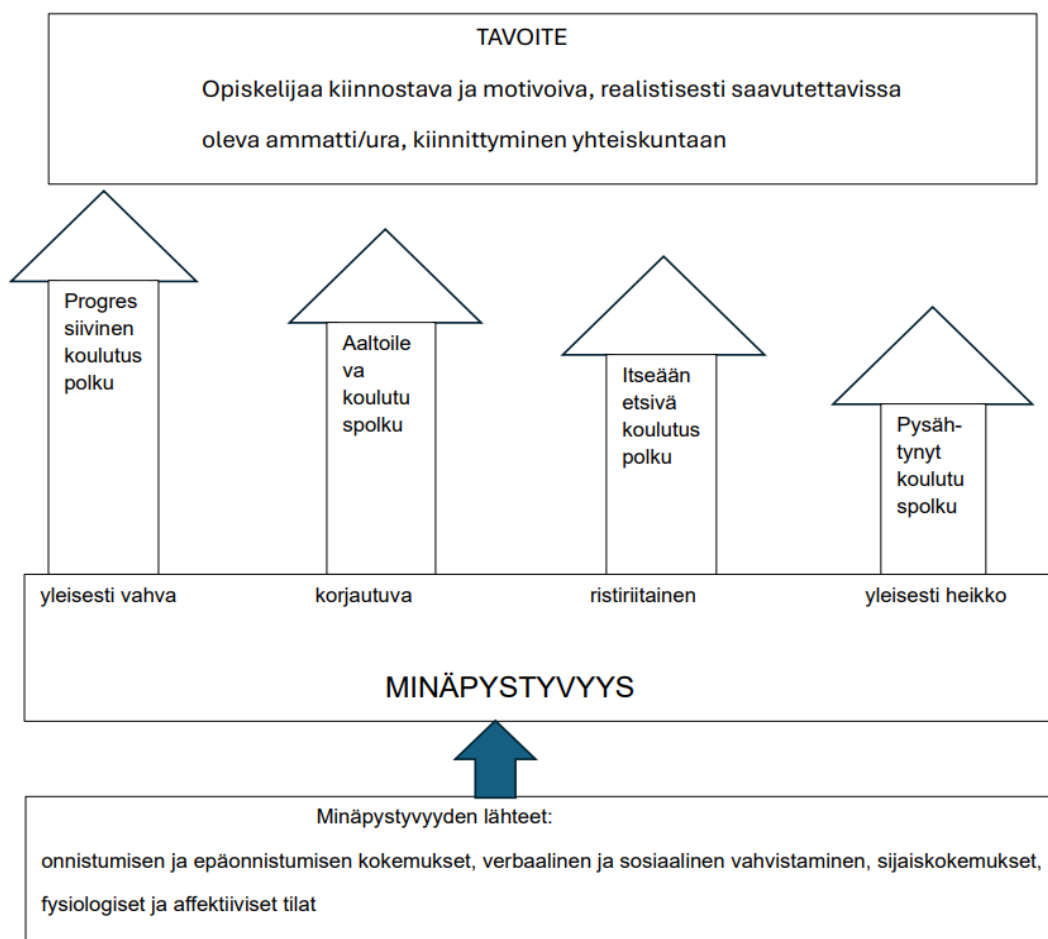 TAVOITE
Opiskelijaa kiinnostava ja motivoiva, realistisesti saavutettavissa
oleva ammatti/ura, kiinnittyminen yhteiskuntaan
Progres
siivinen
koulutus
polku
Aaltoile
va
koulutu
spolku
Itseään
etsivä
koulutus
polku
Pysäh-
tynyt
koulutu
spolku
yleisesti vahva
korjautuva
ristiriitainen
yleisesti heikko
MINÄPYSTYVYYS
Minäpystyvyyden lähteet:
onnistumisen ja epäonnistumisen kokemukset, verbaalinen ja sosiaalinen vahvistaminen, sijaiskokemukset,
fysiologiset ja affektiiviset tilat